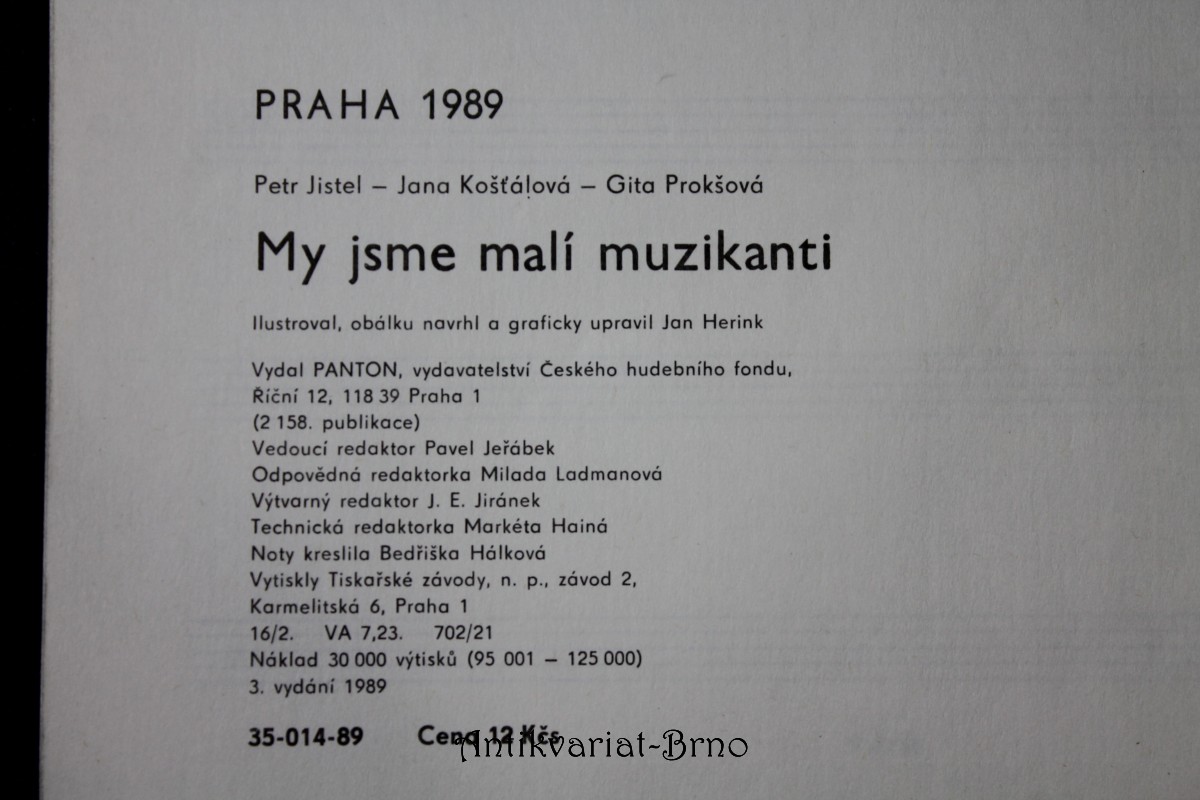 PRAHA 1989
Petr Jistel – Jana Košťálová – Gita Prokšová
My jsme malí muzikanti
Ilustroval, obálku navrhl a graficky upravil Jan Herink
Vydal PANTON, vydavatelství Českého hudebního fondu,
Říční 12, 118 39 Praha 1
(2 158. publikace)
Vedoucí redaktor Pavel Jeřábek
Odpovědná redaktorka Milada Ladmanová
Výtvarný redaktor J. E. Jiránek
Technická redaktorka Markéta Hainá
Noty kreslila Bedřiška Hálková
Vytiskly Tiskařské závody, n. p., závod 2,
Karmelitská 6, Praha 1
16/2. VA 7,23. 702/21
Náklad 30 000 výtisků (95 001 – 125 000)
3. vydání 1989
35-014-89 Cena 12 Kčs
Antikvariat-Brno